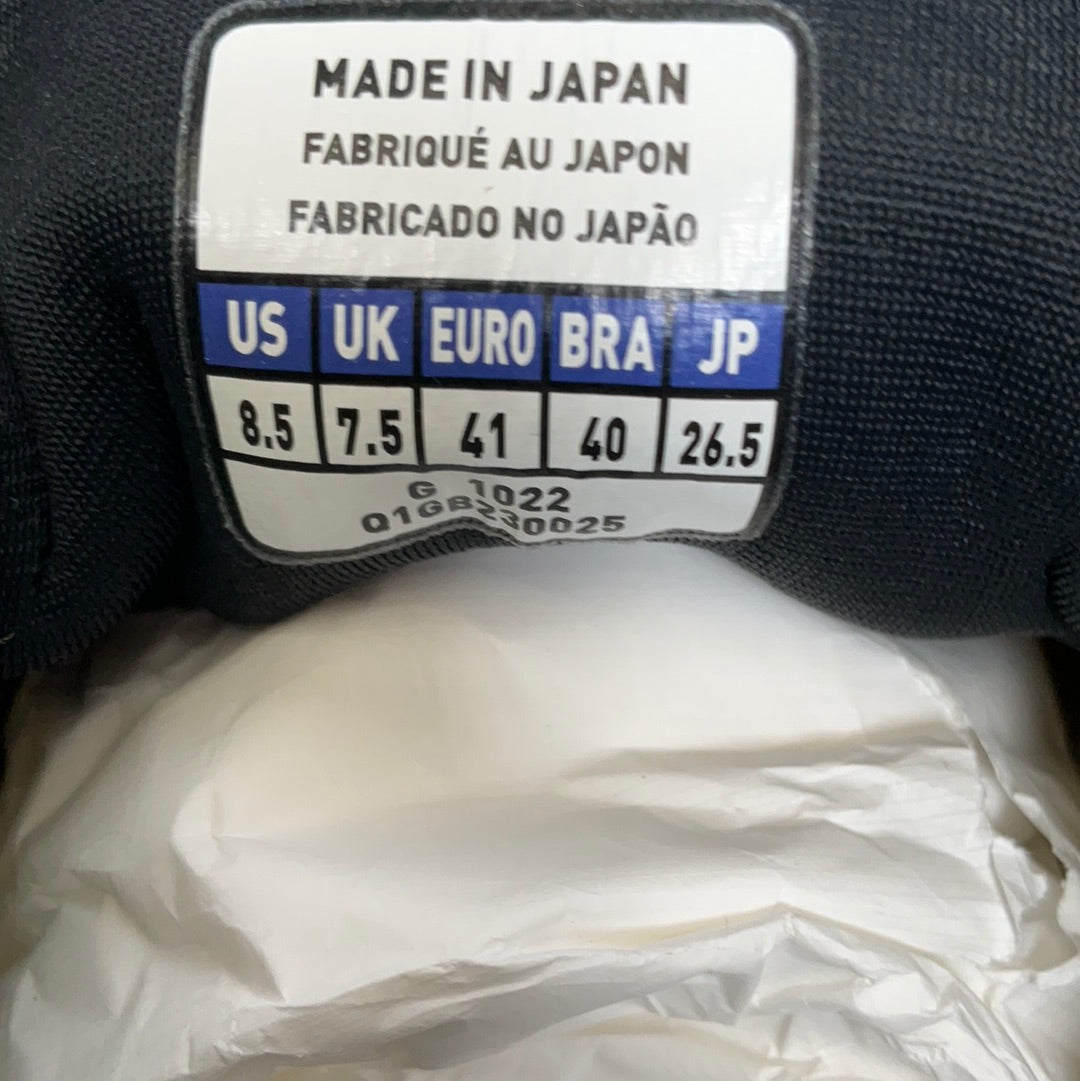 MADE IN JAPAN
FABRIQUÉ AU JAPON
FABRICADO NO JAPÃO
US UK EURO BRA JP
8.5 7.5 41 40 26.5
G 1022
Q1GB230025